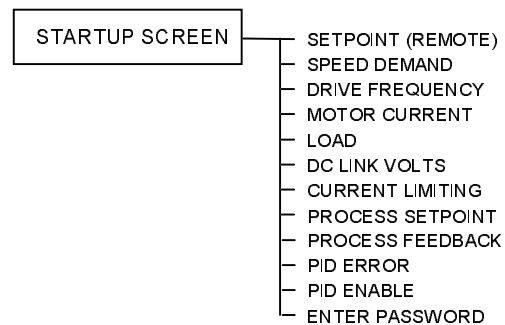 STARTUP SCREEN
SETPOINT (REMOTE)
SPEED DEMAND
DRIVE FREQUENCY
MOTOR CURRENT
LOAD
DC LINK VOLTS
CURRENT LIMITING
PROCESS SETPOINT
PROCESS FEEDBACK
PID ERROR
PID ENABLE
ENTER PASSWORD